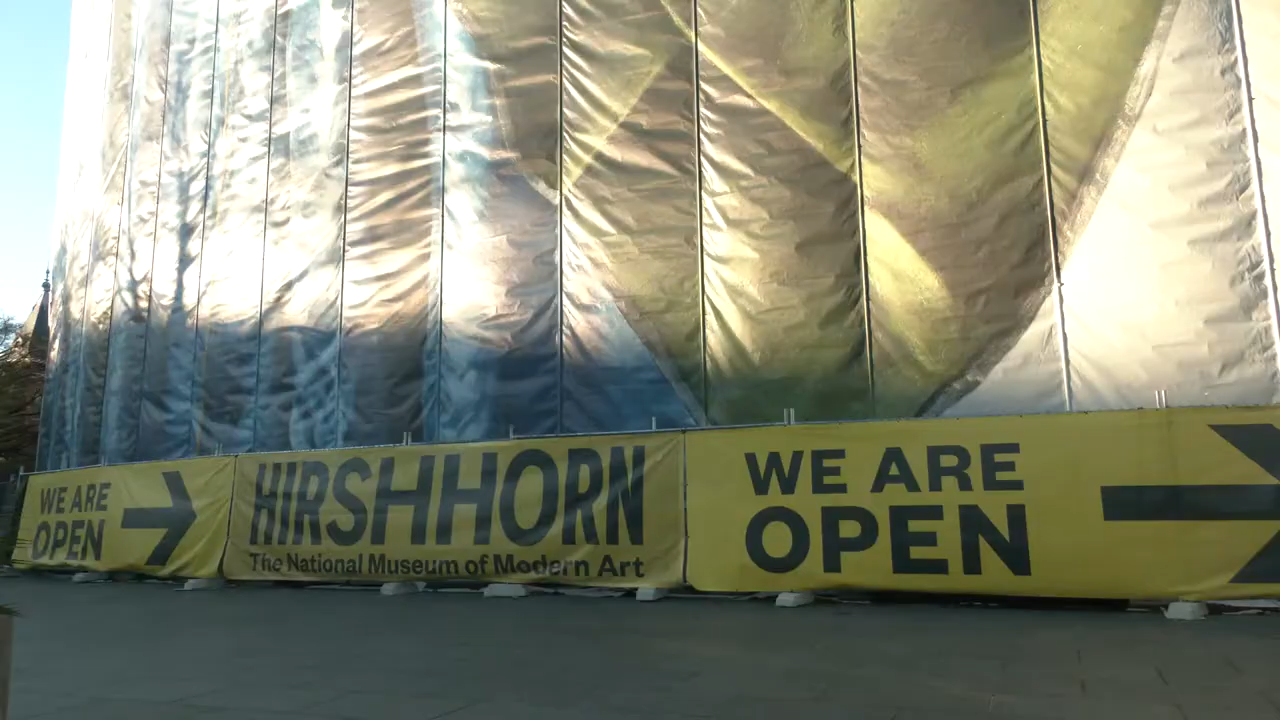 WE ARE
OPEN
HIRSHHORN
The National Museum of Modern Art
WE ARE
OPEN